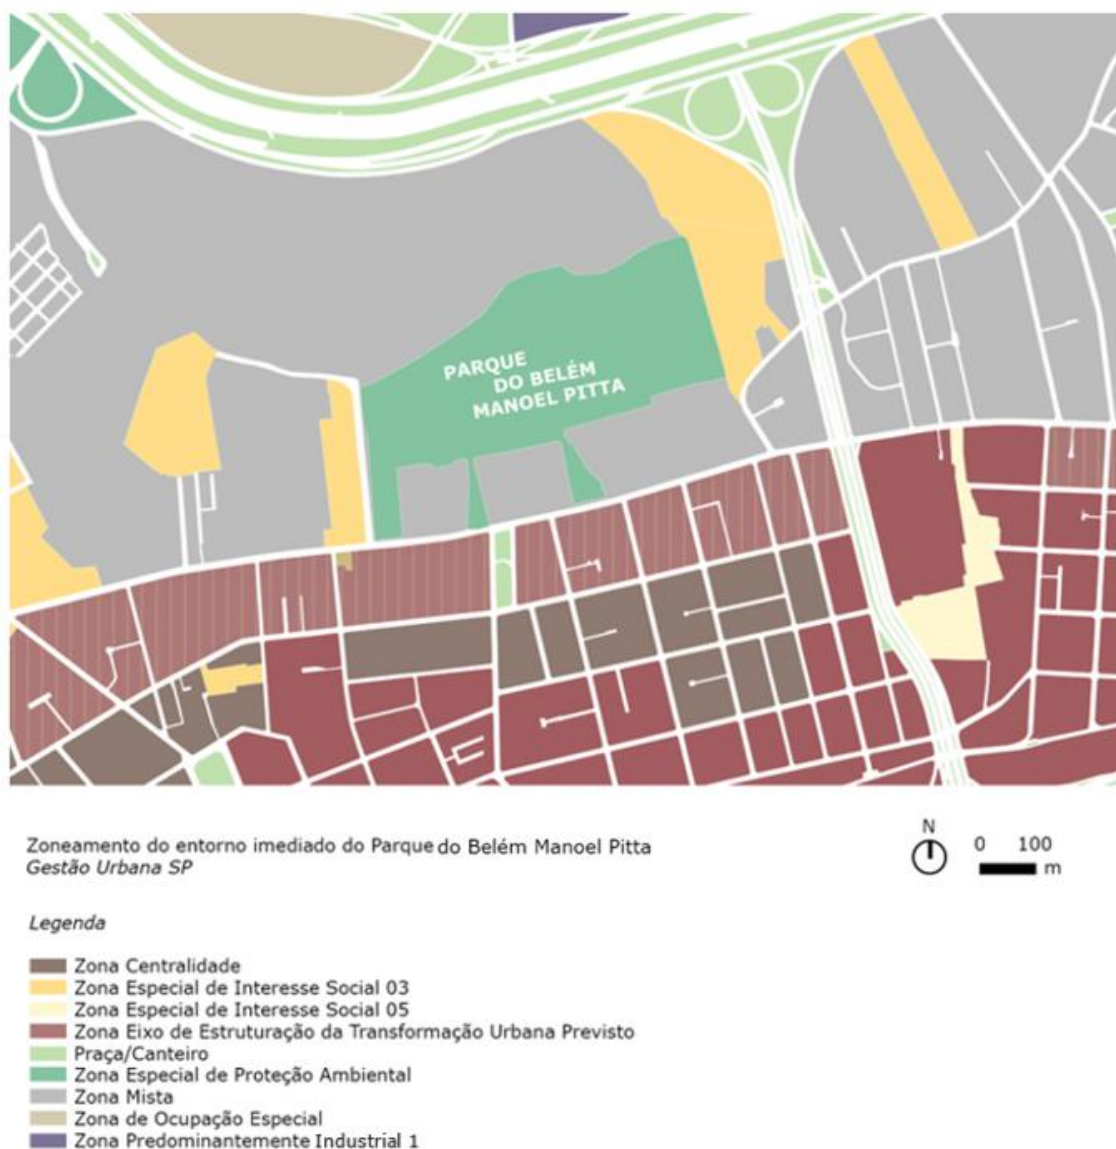 PARQUE
DO BELÉM
MANOEL PITTA
Zoneamento do entorno imediado do Parque do Belém Manoel Pitta
Gestão Urbana SP
N
0 100
m
Legenda
Zona Centralidade
Zona Especial de Interesse Social 03
Zona Especial de Interesse Social 05
Zona Eixo de Estruturação da Transformação Urbana Previsto
Praça/Canteiro
Zona Especial de Proteção Ambiental
Zona Mista
Zona de Ocupação Especial
Zona Predominantemente Industrial 1